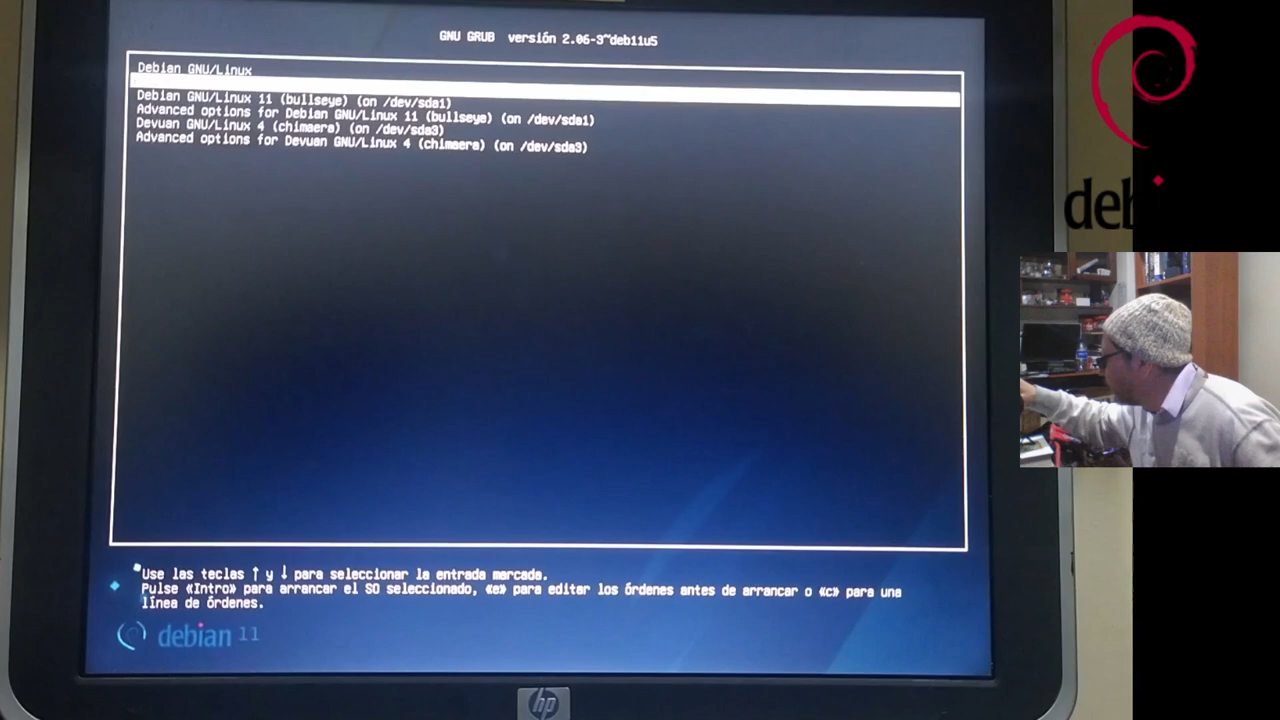 GNU GRUB versión 2.06-3~deb11u5
Debian GNU/Linux
Debian GNU/Linux 11 (bullseye) (on /dev/sda1)
Advanced options for Debian GNU/Linux 11 (bullseye) (on /dev/sda1)
Devuan GNU/Linux 4 (chimaera) (on /dev/sda3)
Advanced options for Devuan GNU/Linux 4 (chimaera) (on /dev/sda3)
Use las teclas ↑ y ↓ para seleccionar la entrada marcada.
Pulse «Intro» para arrancar el SO seleccionado, «e» para editar los órdenes antes de arrancar o «c» para una
línea de órdenes.
debian 11
hp
deb